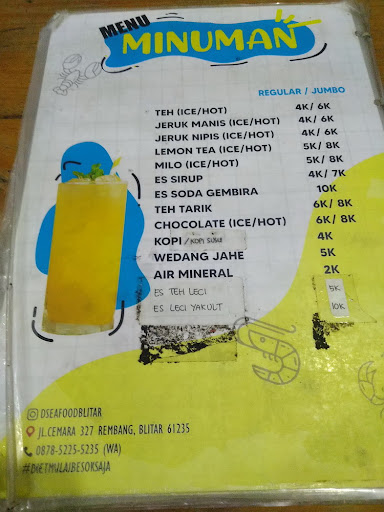 MENU
MINUMAN
REGULAR / JUMBO
TEH (ICE/HOT) 4K/ 6K
JERUK MANIS (ICE/HOT) 4K/ 6K
JERUK NIPIS (ICE/HOT) 4K/ 6K
LEMON TEA (ICE/HOT) 5K/ 8K
MILO (ICE/HOT) 5K/ 8K
ES SIRUP 4K/ 7K
ES SODA GEMBIRA 10K
TEH TARIK 6K/ 8K
CHOCOLATE (ICE/HOT) 6K/ 8K
KOPI / KOPI SUSU 4K
WEDANG JAHE 5K
AIR MINERAL 2K
ES TEH LECI 5K
ES LECI YAKULT 10K
DSEAFOODBLITAR
JL.CEMARA 327 REMBANG, BLITAR 61235
0878-5225-5235 (WA)
#DIETMULAIBESOKSAJA